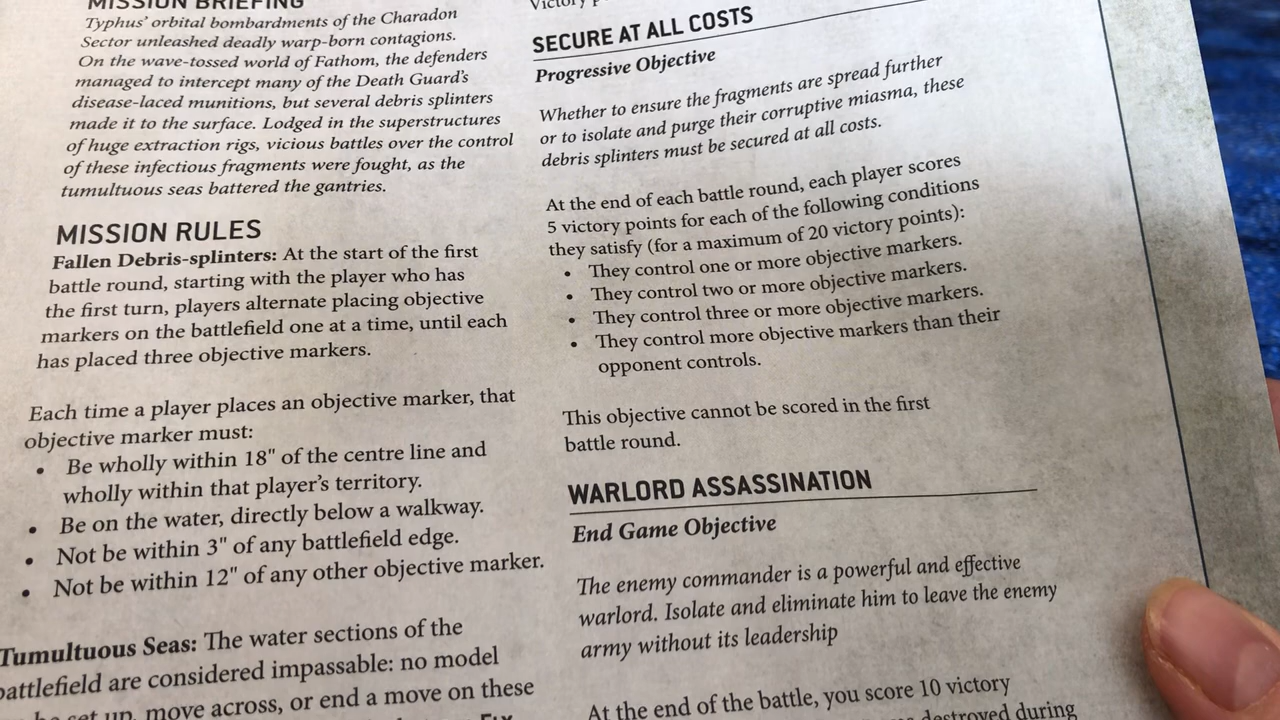 MISSION BRIEFING
Typhus' orbital bombardments of the Charadon
Sector unleashed deadly warp-born contagions.
On the wave-tossed world of Fathom, the defenders
managed to intercept many of the Death Guard's
disease-laced munitions, but several debris splinters
made it to the surface. Lodged in the superstructures
of huge extraction rigs, vicious battles over the control
of these infectious fragments were fought, as the
tumultuous seas battered the gantries.
MISSION RULES
Fallen Debris-splinters: At the start of the first
battle round, starting with the player who has
the first turn, players alternate placing objective
markers on the battlefield one at a time, until each
has placed three objective markers.
Each time a player places an objective marker, that
objective marker must:
• Be wholly within 18" of the centre line and
wholly within that player's territory.
• Be on the water, directly below a walkway.
• Not be within 3" of any battlefield edge.
• Not be within 12" of any other objective marker.
Tumultuous Seas: The water sections of the
battlefield are considered impassable: no model
be set up, move across, or end a move on these
Fly
Victory
SECURE AT ALL COSTS
Progressive Objective
Whether to ensure the fragments are spread further
or to isolate and purge their corruptive miasma, these
debris splinters must be secured at all costs.
At the end of each battle round, each player scores
5 victory points for each of the following conditions
they satisfy (for a maximum of 20 victory points):
• They control one or more objective markers.
• They control two or more objective markers.
• They control three or more objective markers.
• They control more objective markers than their
opponent controls.
This objective cannot be scored in the first
battle round.
WARLORD ASSASSINATION
End Game Objective
The enemy commander is a powerful and effective
warlord. Isolate and eliminate him to leave the enemy
army without its leadership
At the end of the battle, you score 10 victory
destroyed during